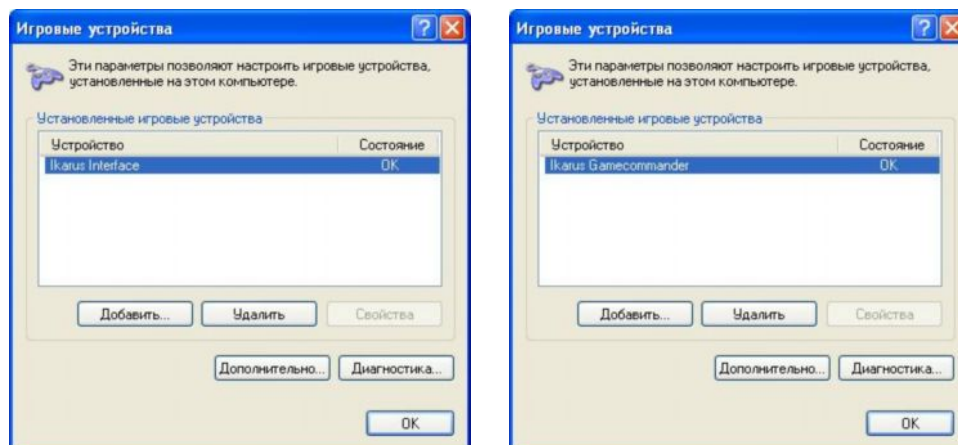 Игровые устройства
Эти параметры позволяют настроить игровые устройства,
установленные на этом компьютере.
Установленные игровые устройства
Устройство Состояние
Ikarus Interface OK
Добавить... Удалить Свойства
Дополнительно... Диагностика...
OK
Игровые устройства
Эти параметры позволяют настроить игровые устройства,
установленные на этом компьютере.
Установленные игровые устройства
Устройство Состояние
Ikarus Gamecommander OK
Добавить... Удалить Свойства
Дополнительно... Диагностика...
OK